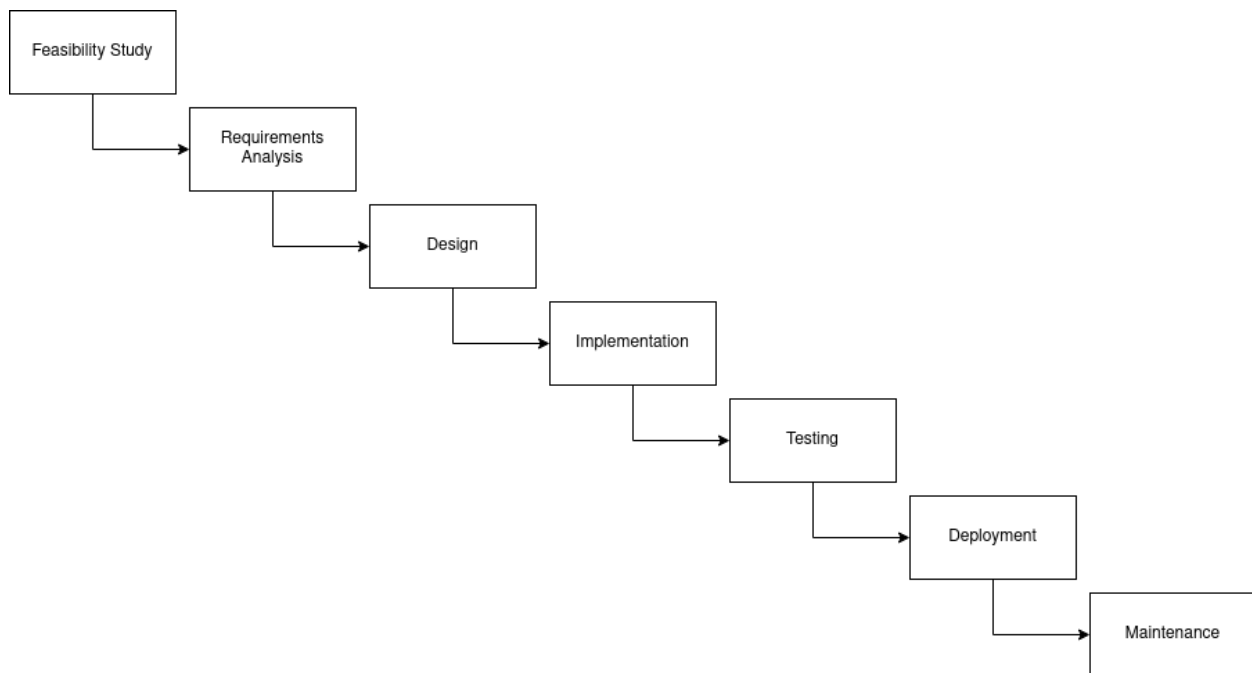 Feasibility Study
Requirements
Analysis
Design
Implementation
Testing
Deployment
Maintenance